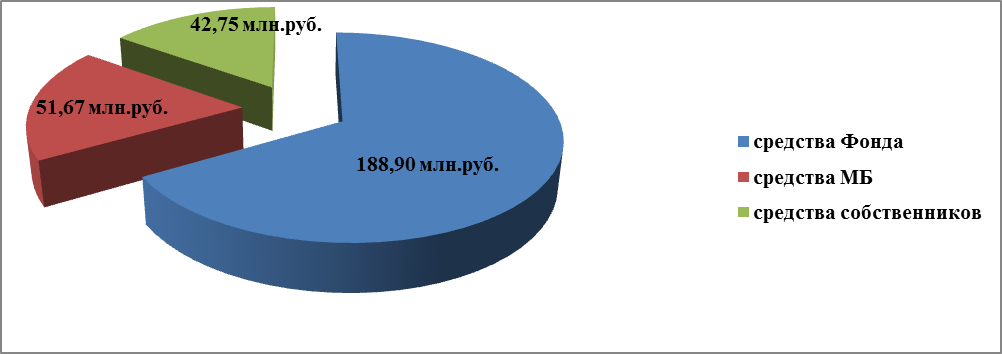 42,75 млн.руб.
51,67 млн.руб.
188,90 млн.руб.
средства Фонда
средства МБ
средства собственников